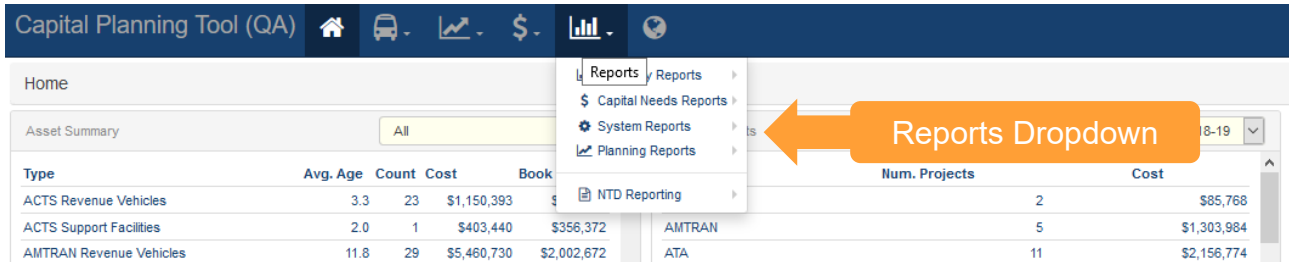 Capital Planning Tool (QA)
Reports
y Reports
Home
$ Capital Needs Reports
Asset Summary
All
System Reports
ts
Reports Dropdown
18-19
Planning Reports
Type Avg. Age Count Cost Book
Num. Projects Cost
NTD Reporting
ACTS Revenue Vehicles 3.3 23 $1,150,393 $
2 $85,768
ACTS Support Facilities 2.0 1 $403,440 $356,372
AMTRAN 5 $1,303,984
AMTRAN Revenue Vehicles 11.8 29 $5,460,730 $2,002,672
ATA 11 $2,156,774